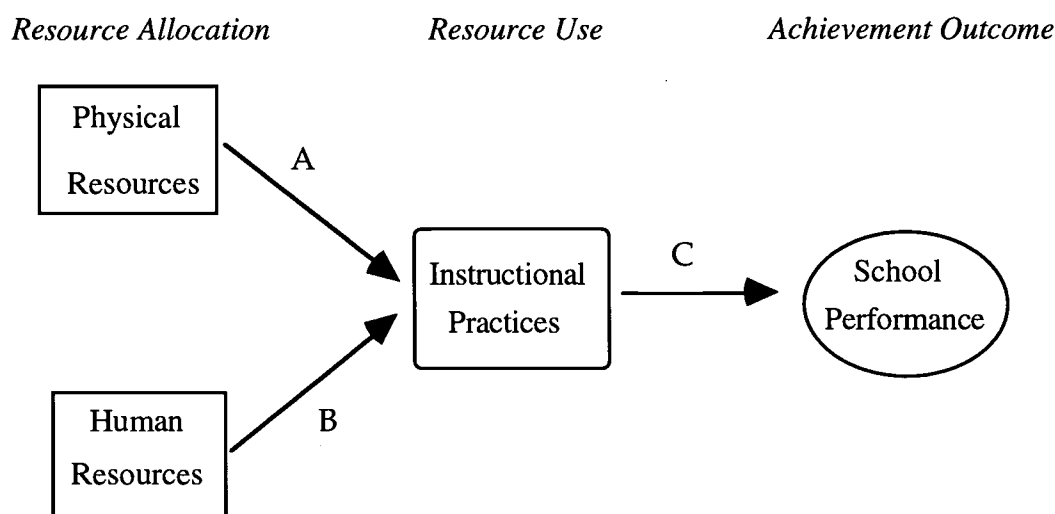 Resource Allocation
Resource Use
Achievement Outcome
Physical
Resources
A
Instructional
Practices
C
School
Performance
B
Human
Resources